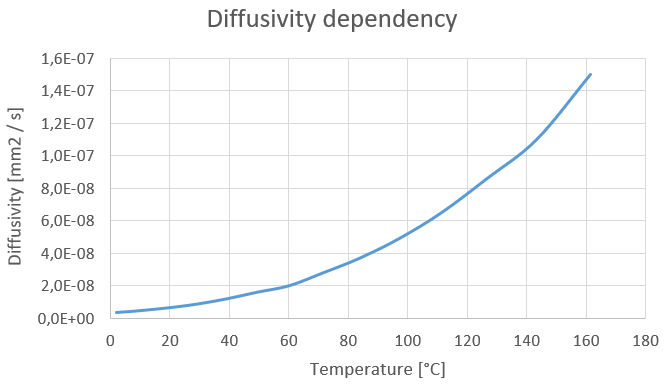 Diffusivity dependency
Diffusivity [mm2 / s]
1,6E-07
1,4E-07
1,2E-07
1,0E-07
8,0E-08
6,0E-08
4,0E-08
2,0E-08
0,0E+00
0 20 40 60 80 100 120 140 160 180
Temperature [°C]